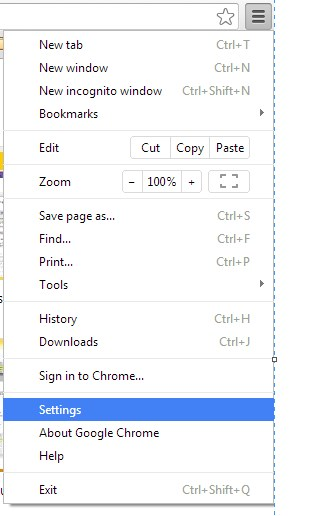 New tab Ctrl+T
New window Ctrl+N
New incognito window Ctrl+Shift+N
Bookmarks
Edit Cut Copy Paste
Zoom − 100% +
Save page as... Ctrl+S
Find... Ctrl+F
Print... Ctrl+P
Tools
History Ctrl+H
Downloads Ctrl+J
Sign in to Chrome...
Settings
About Google Chrome
Help
Exit Ctrl+Shift+Q